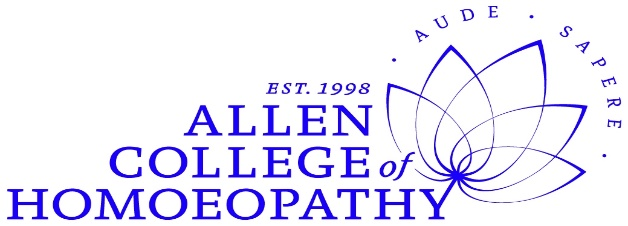 · AUDE · SAPERE ·
EST. 1998
ALLEN
COLLEGE of
HOMOEOPATHY